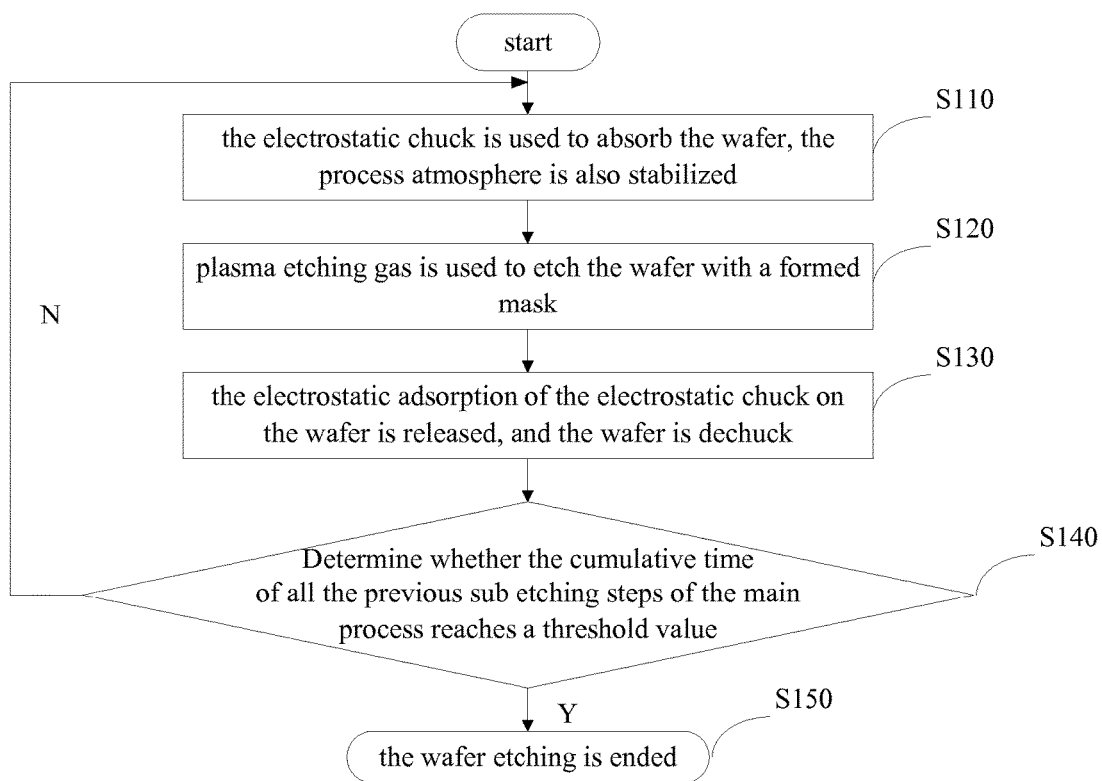 start
S110
the electrostatic chuck is used to absorb the wafer, the
process atmosphere is also stabilized
S120
plasma etching gas is used to etch the wafer with a formed
mask
N
S130
the electrostatic adsorption of the electrostatic chuck on
the wafer is released, and the wafer is dechuck
S140
Determine whether the cumulative time
of all the previous sub etching steps of the main
process reaches a threshold value
S150
Y
the wafer etching is ended